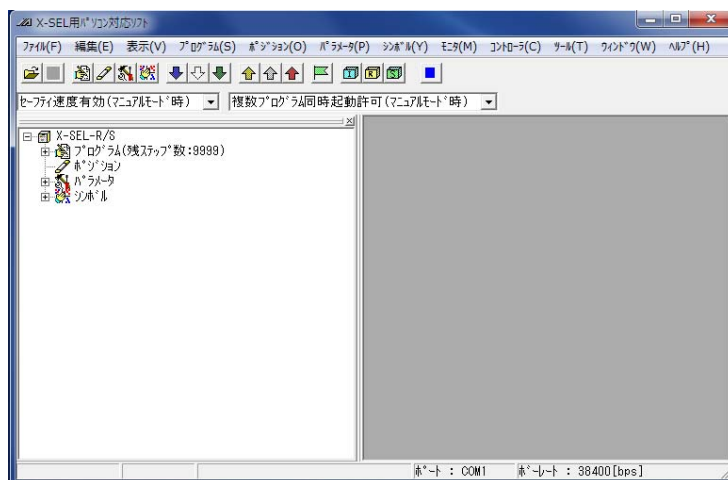 X-SEL用ﾊﾟｿｺﾝ対応ｿﾌﾄ
ﾌｧｲﾙ(F) 編集(E) 表示(V) ﾌﾟﾛｸﾞﾗﾑ(S) ﾎﾟｼﾞｼｮﾝ(O) ﾊﾟﾗﾒｰﾀ(P) ｼﾝﾎﾞﾙ(Y) ﾓﾆﾀ(M) ｺﾝﾄﾛｰﾗ(C) ﾂｰﾙ(T) ｳｨﾝﾄﾞｳ(W) ﾍﾙﾌﾟ(H)
I R S
ｾｰﾌﾃｨ速度有効(ﾏﾆｭｱﾙﾓｰﾄﾞ時) 複数ﾌﾟﾛｸﾞﾗﾑ同時起動許可(ﾏﾆｭｱﾙﾓｰﾄﾞ時)
X-SEL-R/S
ﾌﾟﾛｸﾞﾗﾑ(残ｽﾃｯﾌﾟ数:9999)
ﾎﾟｼﾞｼｮﾝ
ﾊﾟﾗﾒｰﾀ
ｼﾝﾎﾞﾙ
ﾎﾟｰﾄ : COM1 ﾎﾞｰﾚｰﾄ : 38400[bps]